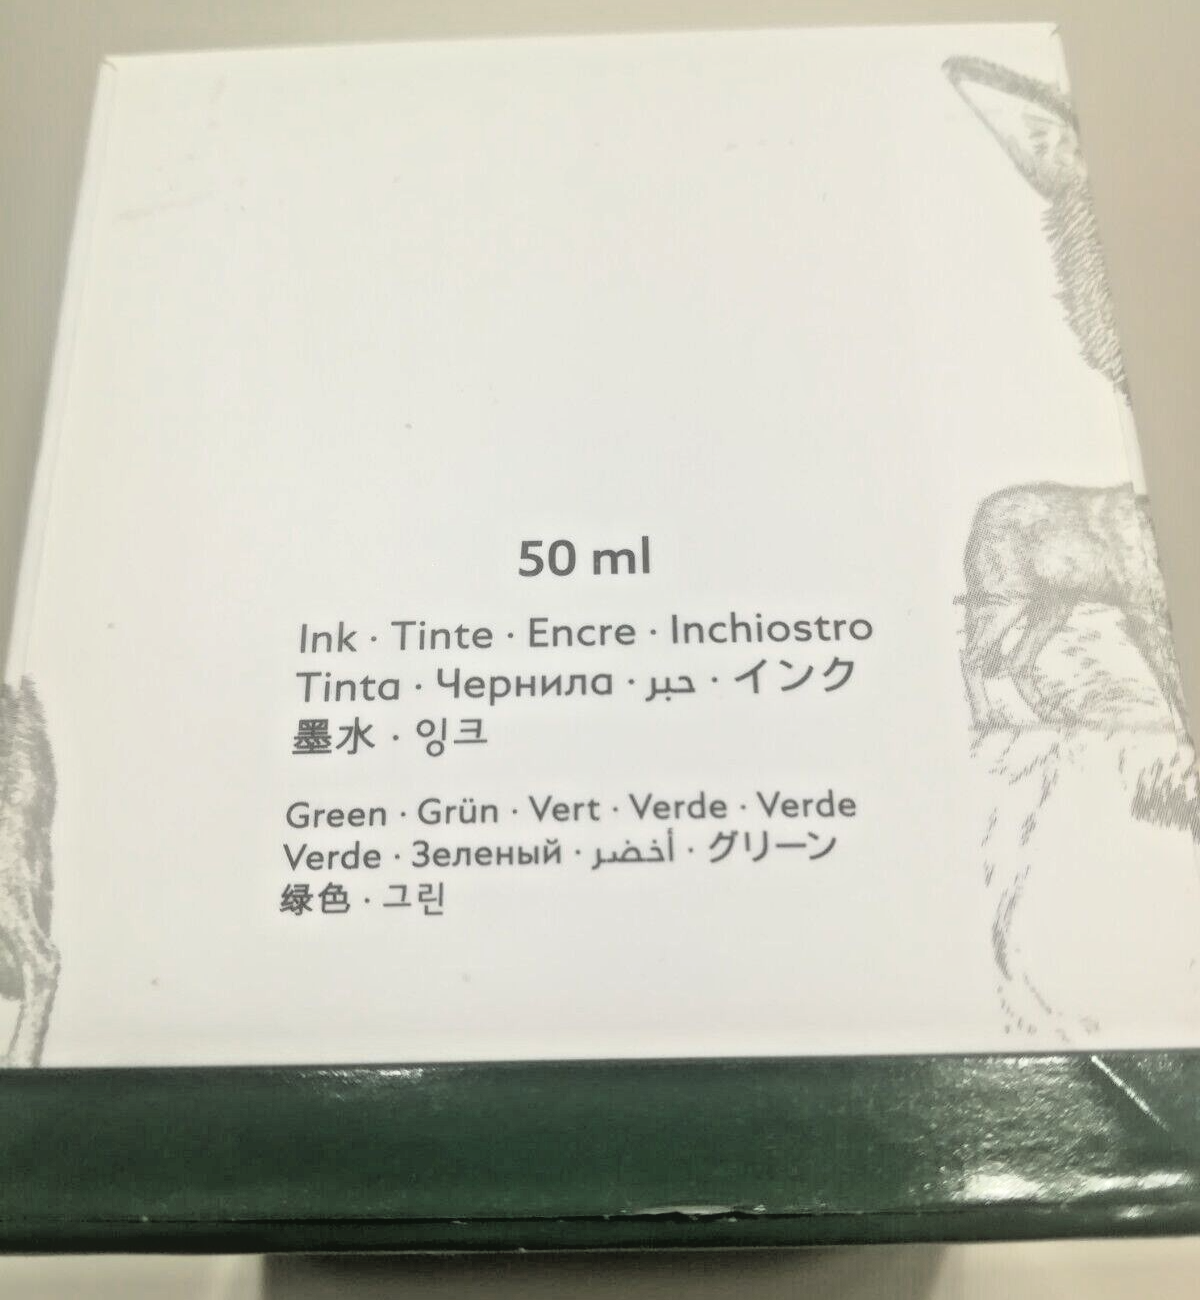 50 ml
Ink · Tinte · Encre · Inchiostro
Tinta · Чернила · حبر · インク
墨水 · 잉크
Green · Grün · Vert · Verde · Verde
Verde · Зеленый · أخضر · グリーン
绿色 · 그린